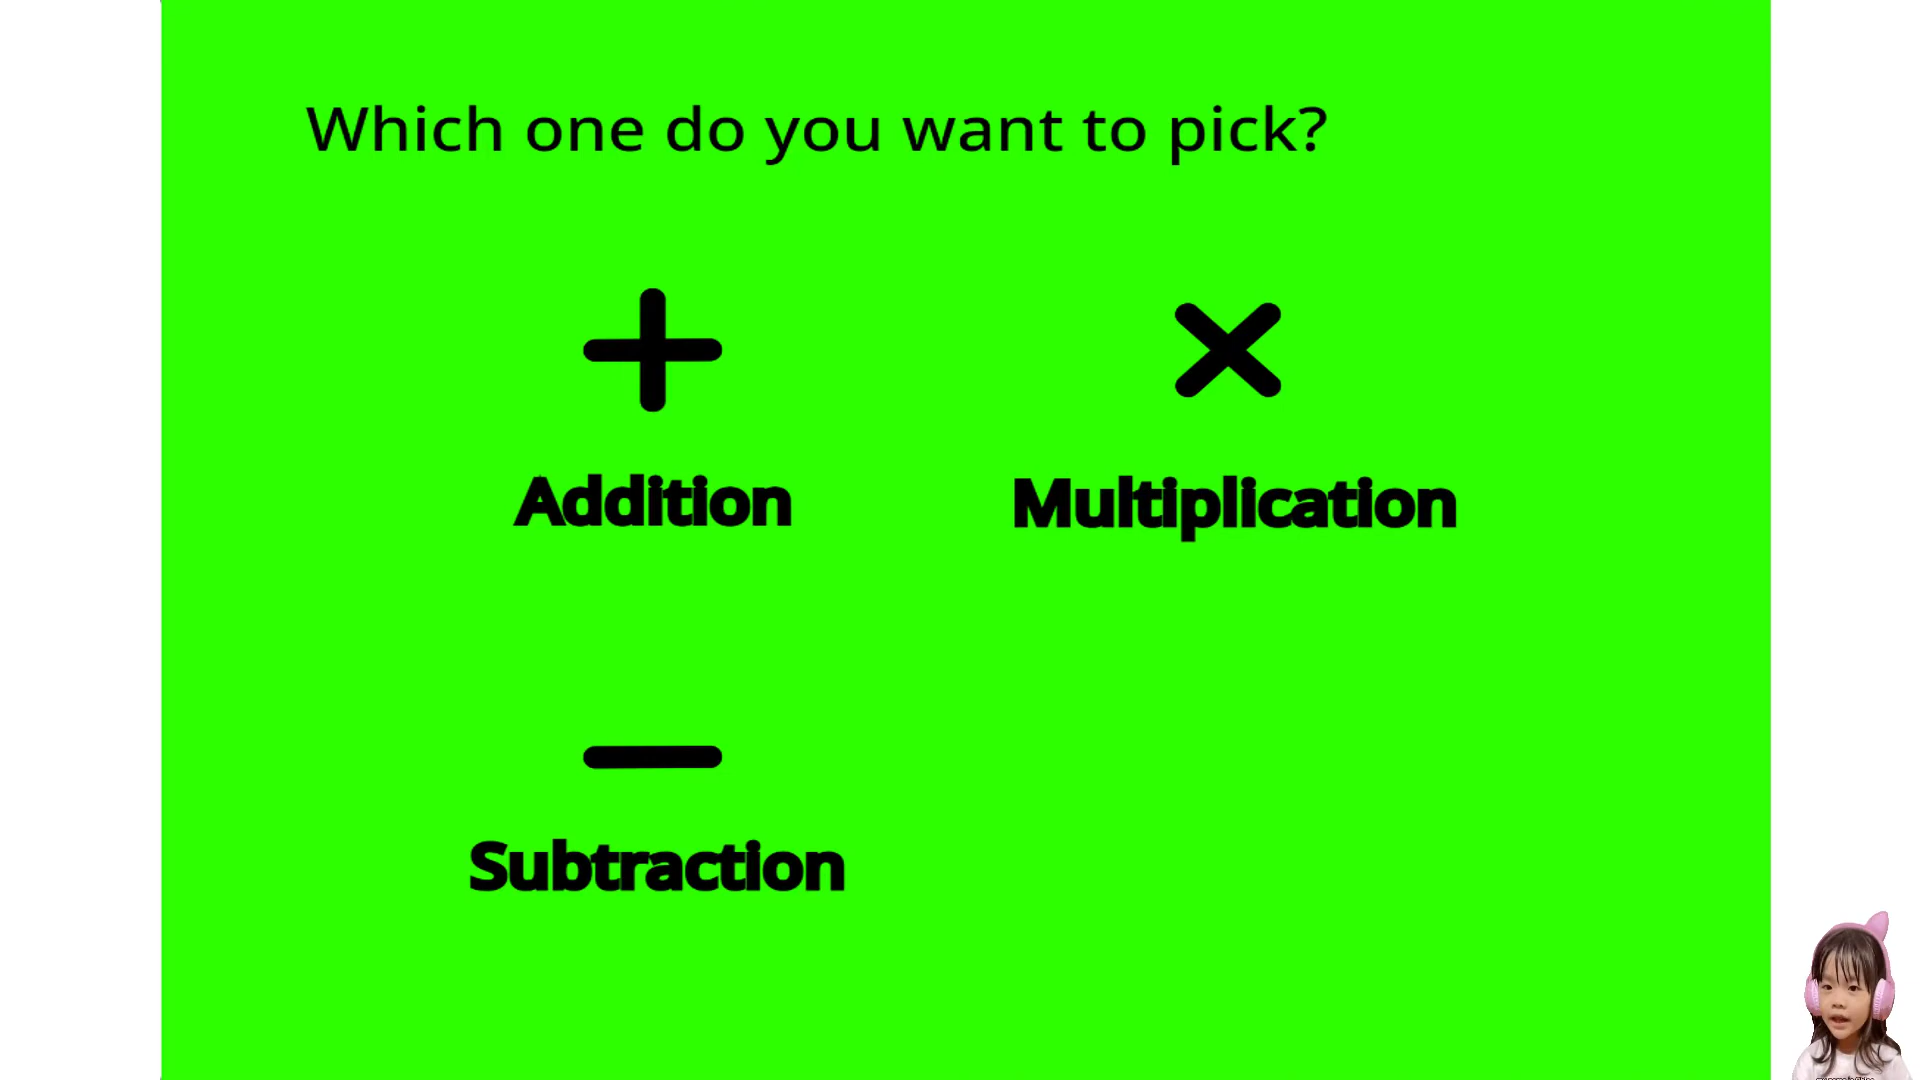 Which one do you want to pick?
+ ×
Addition Multiplication
−
Subtraction